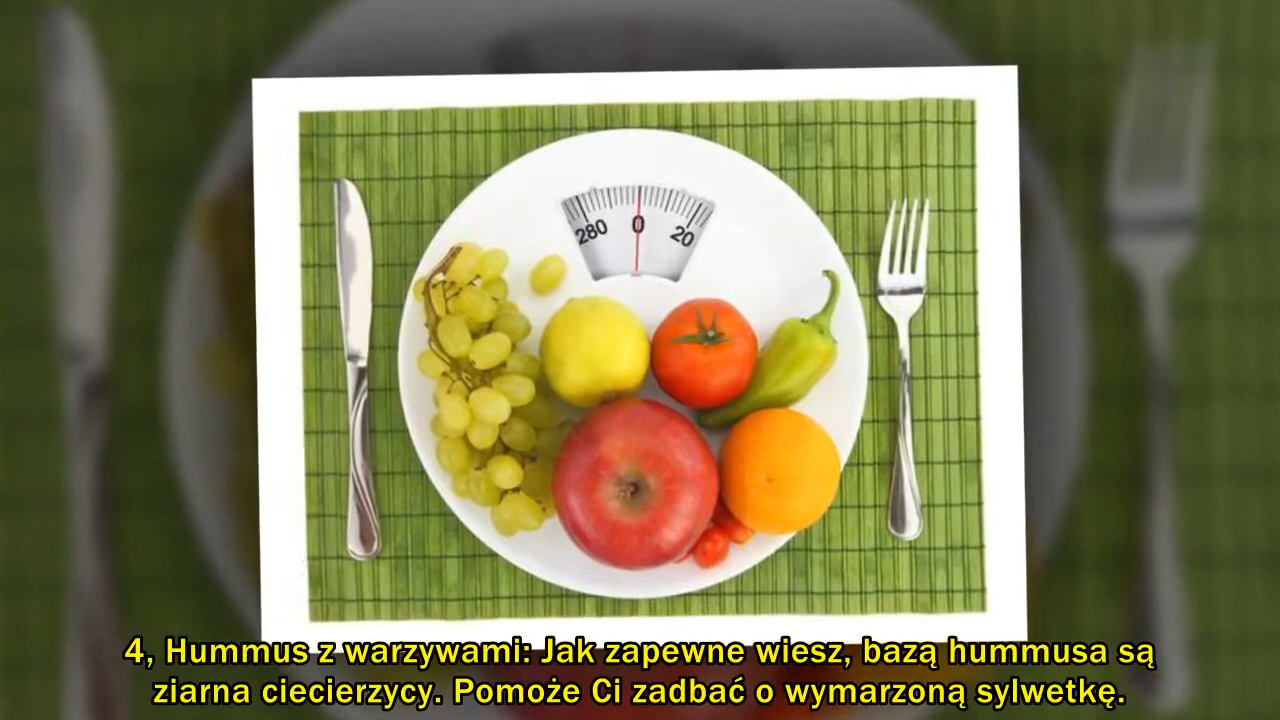 280 0 20
4, Hummus z warzywami: Jak zapewne wiesz, bazą hummusa są
ziarna ciecierzycy. Pomoże Ci zadbać o wymarzoną sylwetkę.